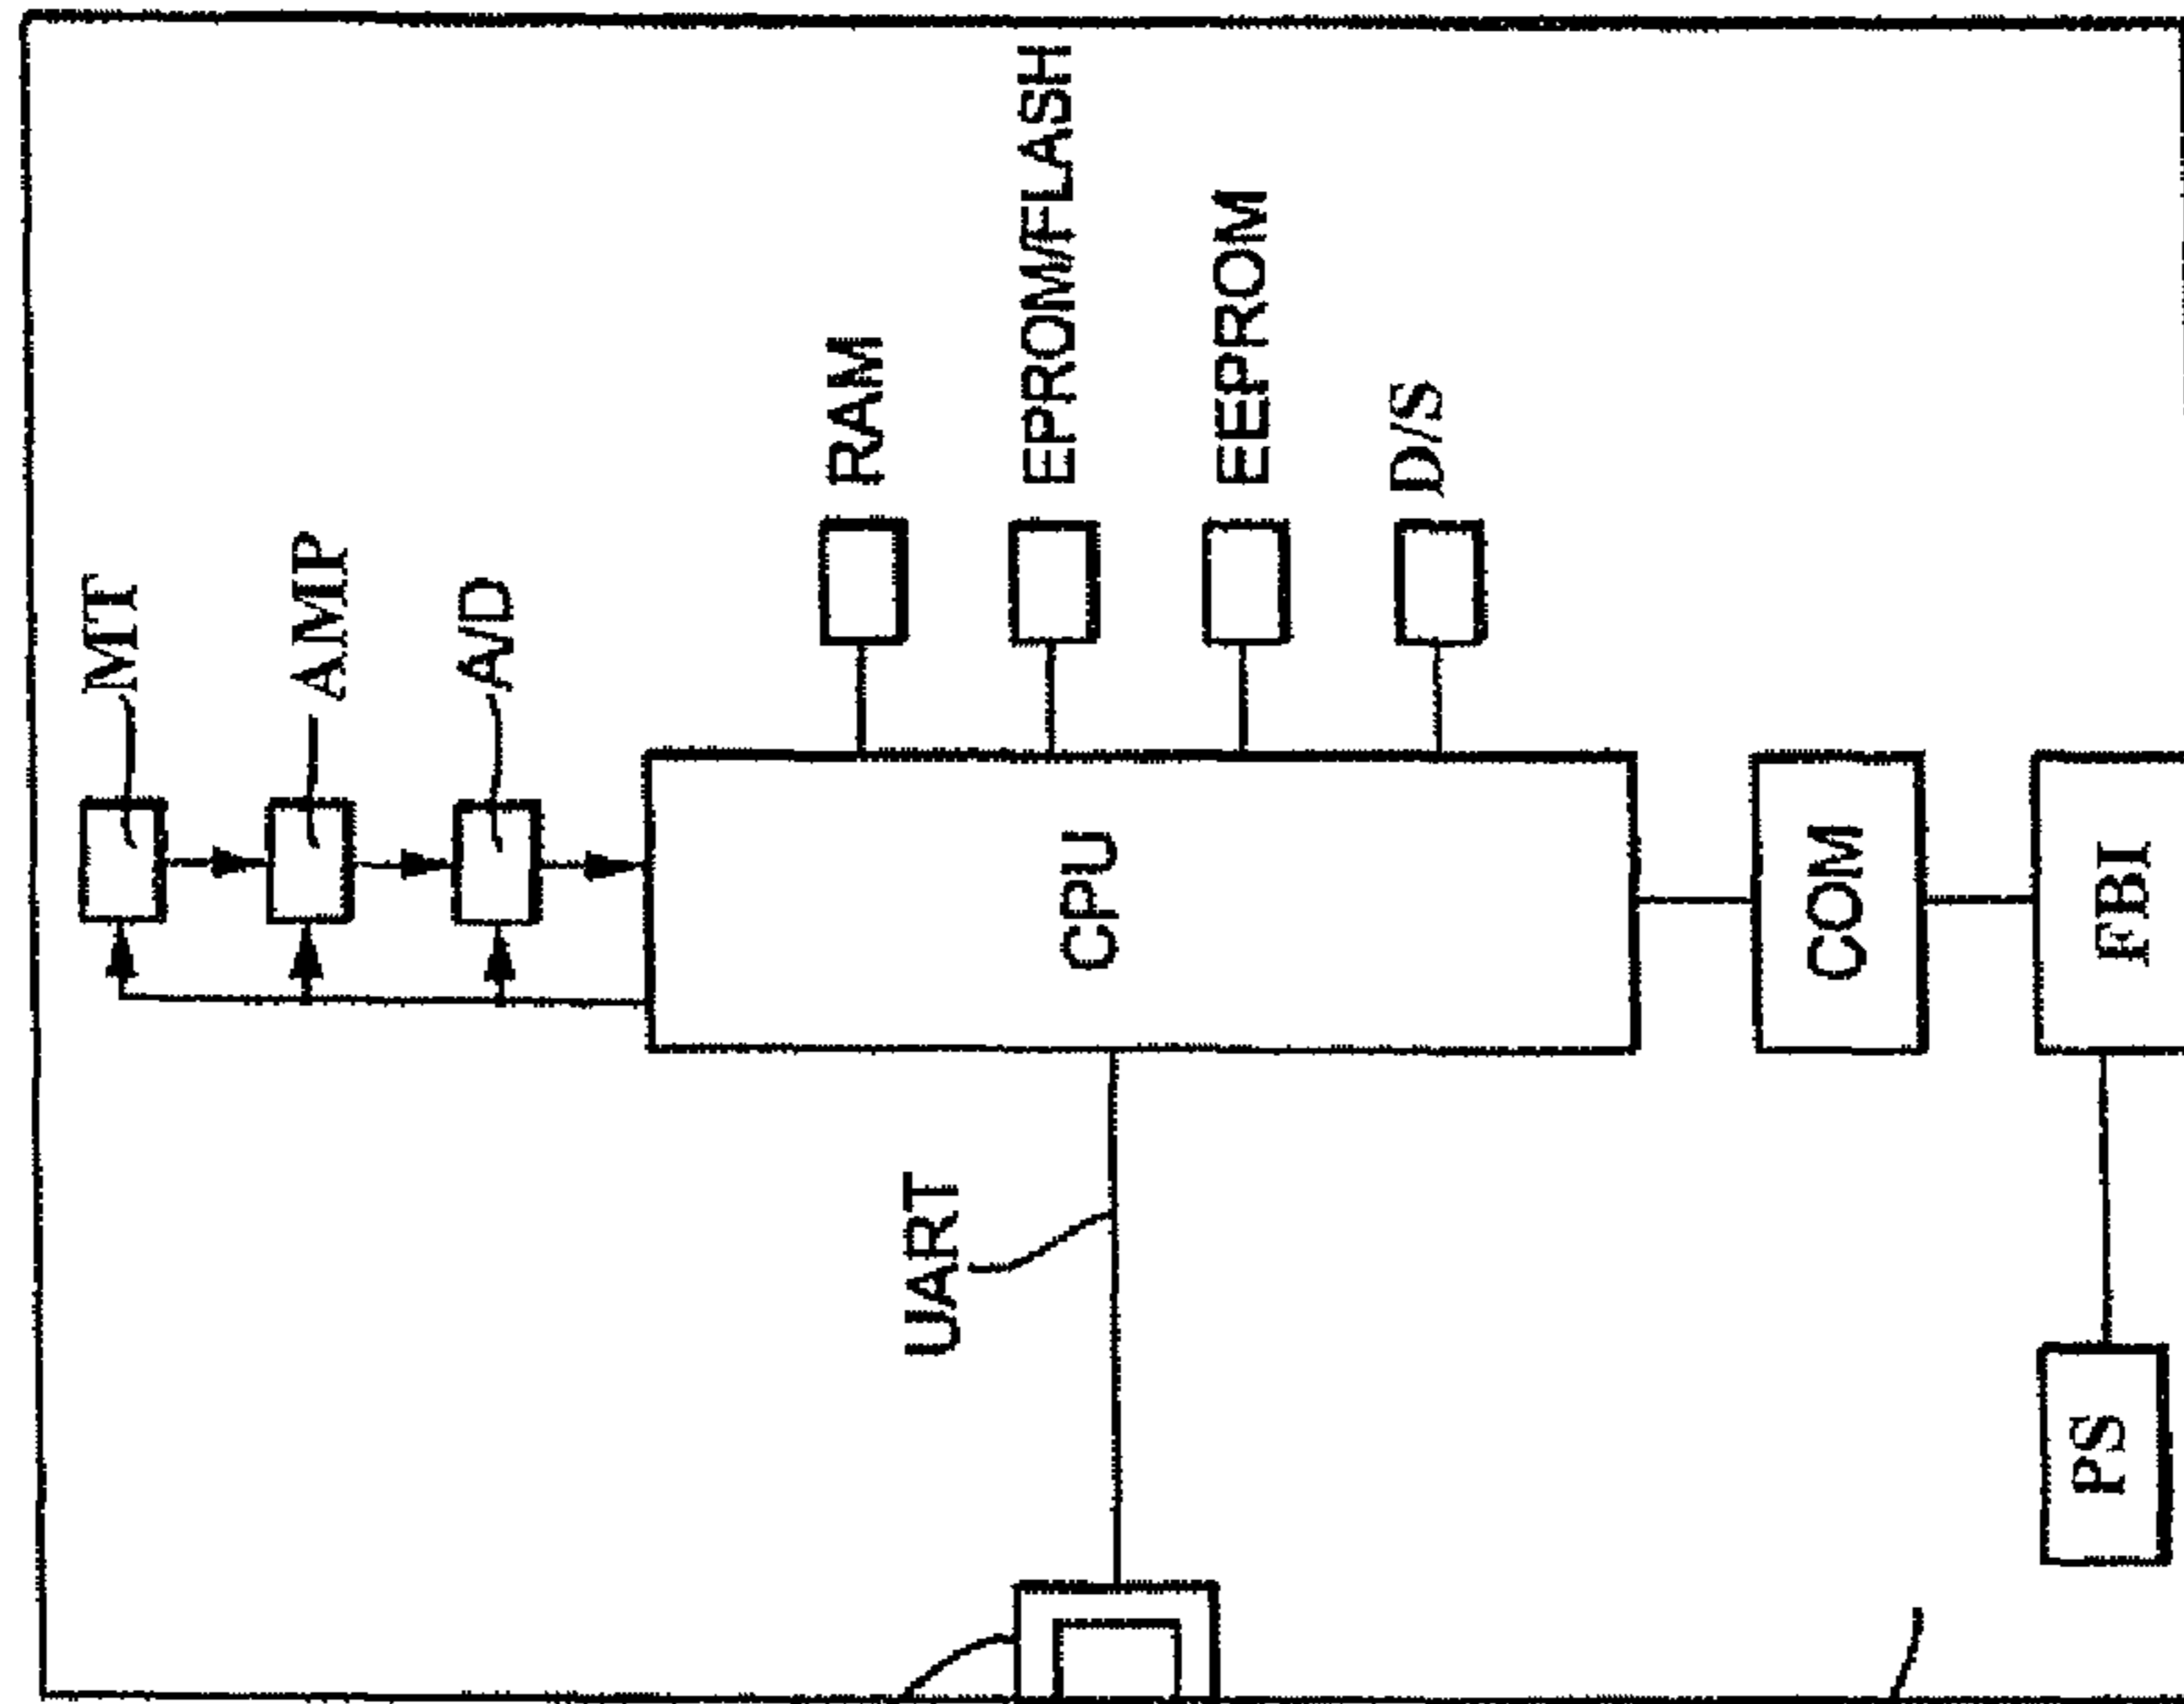 MT
AMP
A/D
RAM
EPROM/FLASH
EEPROM
D/S
CPU
COM
FBI
UART
PS